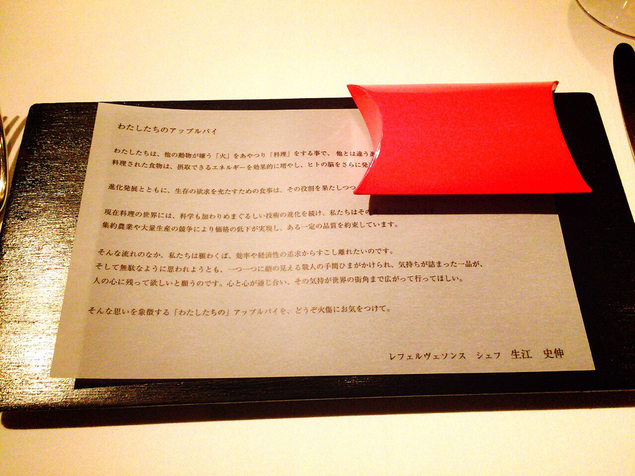 わたしたちのアップルパイ
わたしたちは、他の動物が嫌う「火」をあやつり「料理」をする事で、他とは違う進
料理された食物は、摂取できるエネルギーを効果的に増やし、ヒトの脳をさらに発
進化発展とともに、生存の欲求を充たすための食事は、その役割を果たしつつ
現在料理の世界には、科学も加わりめまぐるしい技術の進化を続け、私たちはその
集約農業や大量生産の競争により価格の低下が実現し、ある一定の品質を約束しています。
そんな流れのなか、私たちは願わくば、効率や経済性の追求からすこし離れたいのです。
そして無駄なように思われようとも、一つ一つに顔の見える職人の手間ひまがかけられ、気持ちが詰まった一品が、
人の心に残って欲しいと願うのです。心と心が通じ合い、その気持が世界の街角まで広がって行ってほしい。
そんな思いを象徴する「わたしたちの」アップルパイを、どうぞ火傷にお気をつけて。
レフェルヴェソンス シェフ 生江 史伸